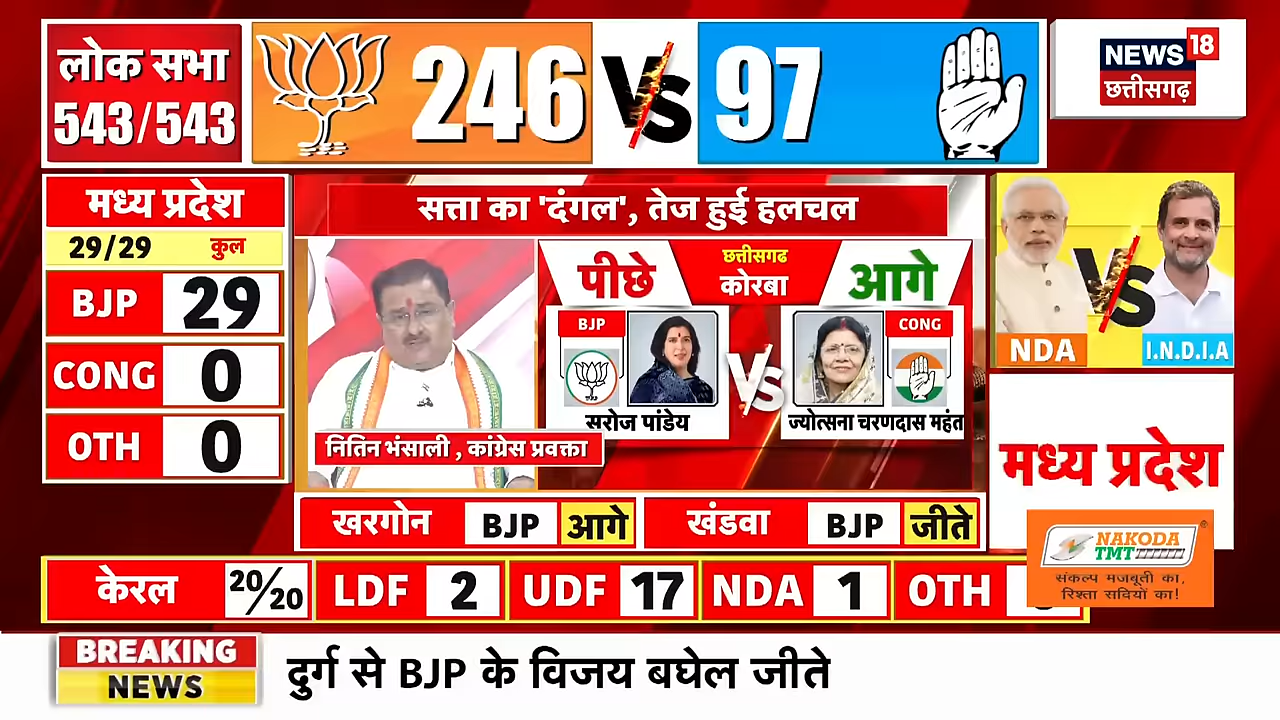 लोक सभा
543/543
246
VS
97
NEWS 18
छत्तीसगढ़
मध्य प्रदेश
29/29 कुल
BJP 29
CONG 0
OTH 0
सत्ता का 'दंगल', तेज हुई हलचल
पीछे
छत्तीसगढ
कोरबा
आगे
BJP
सरोज पांडेय
VS
CONG
ज्योत्सना चरणदास महंत
नितिन भंसाली , कांग्रेस प्रवक्ता
VS
NDA
I.N.D.I.A
मध्य प्रदेश
खरगोन BJP आगे
खंडवा BJP जीते
NAKODA
TMT
संकल्प मजबूती का,
रिश्ता सदियों का!
केरल 20/20 LDF 2 UDF 17 NDA 1 OTH
BREAKING
NEWS
दुर्ग से BJP के विजय बघेल जीते